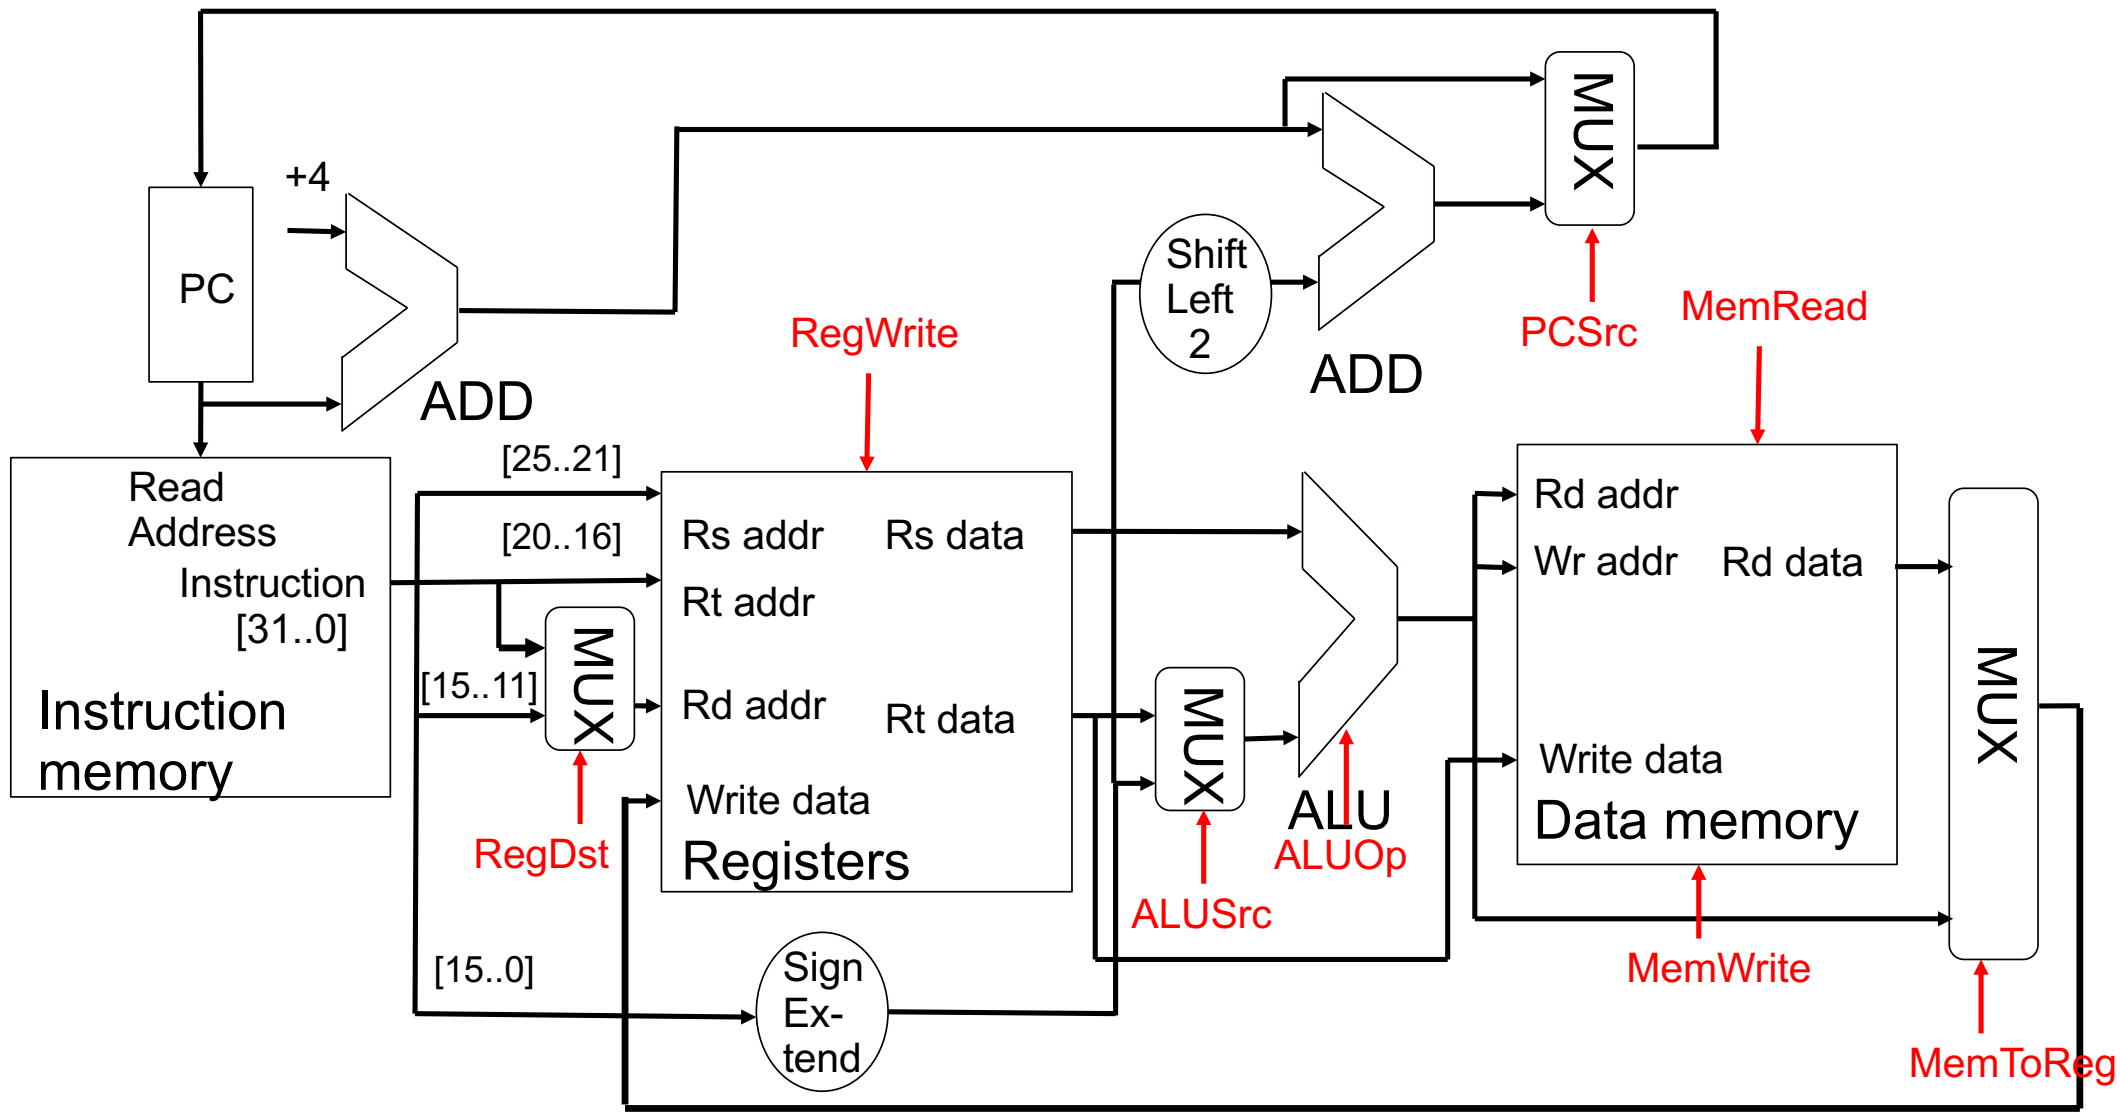 MUX
+4
PC
Shift
Left
2
PCSrc
MemRead
RegWrite
ADD
ADD
[25..21]
Read
Address
Instruction
[31..0]
Instruction
memory
[20..16]
[15..11]
MUX
RegDst
Rs addr
Rs data
Rt addr
Rd addr
Rt data
Write data
Registers
MUX
ALUSrc
ALU
ALUOp
Rd addr
Wr addr
Rd data
Write data
Data memory
MUX
MemWrite
MemToReg
[15..0]
Sign
Ex-
tend